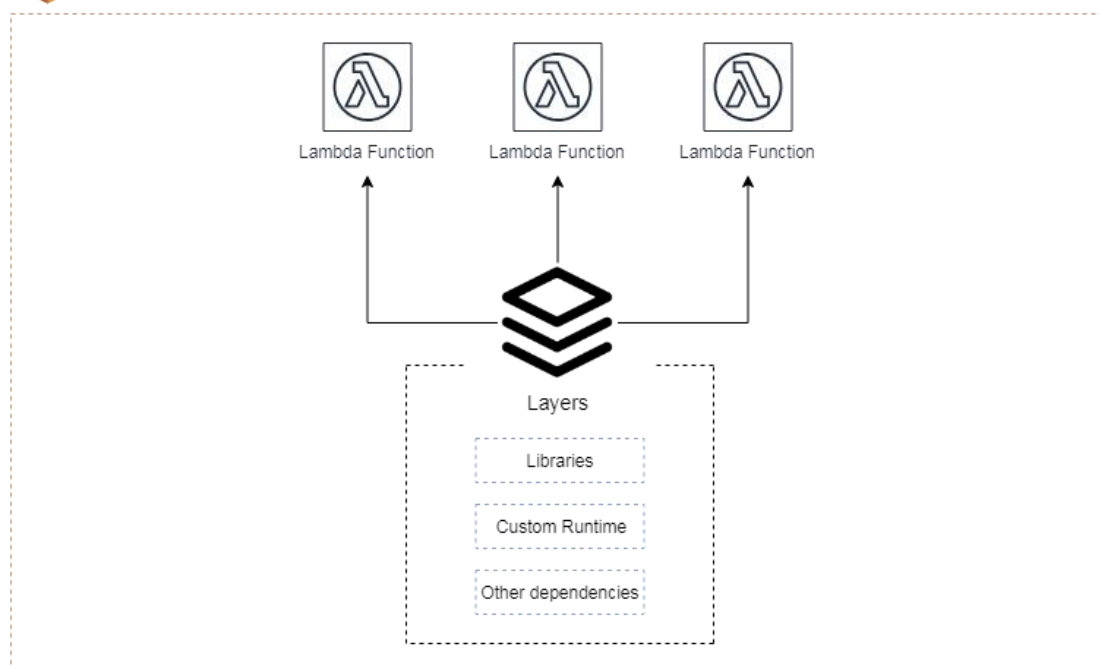 Lambda Function
Lambda Function
Lambda Function
Layers
Libraries
Custom Runtime
Other dependencies